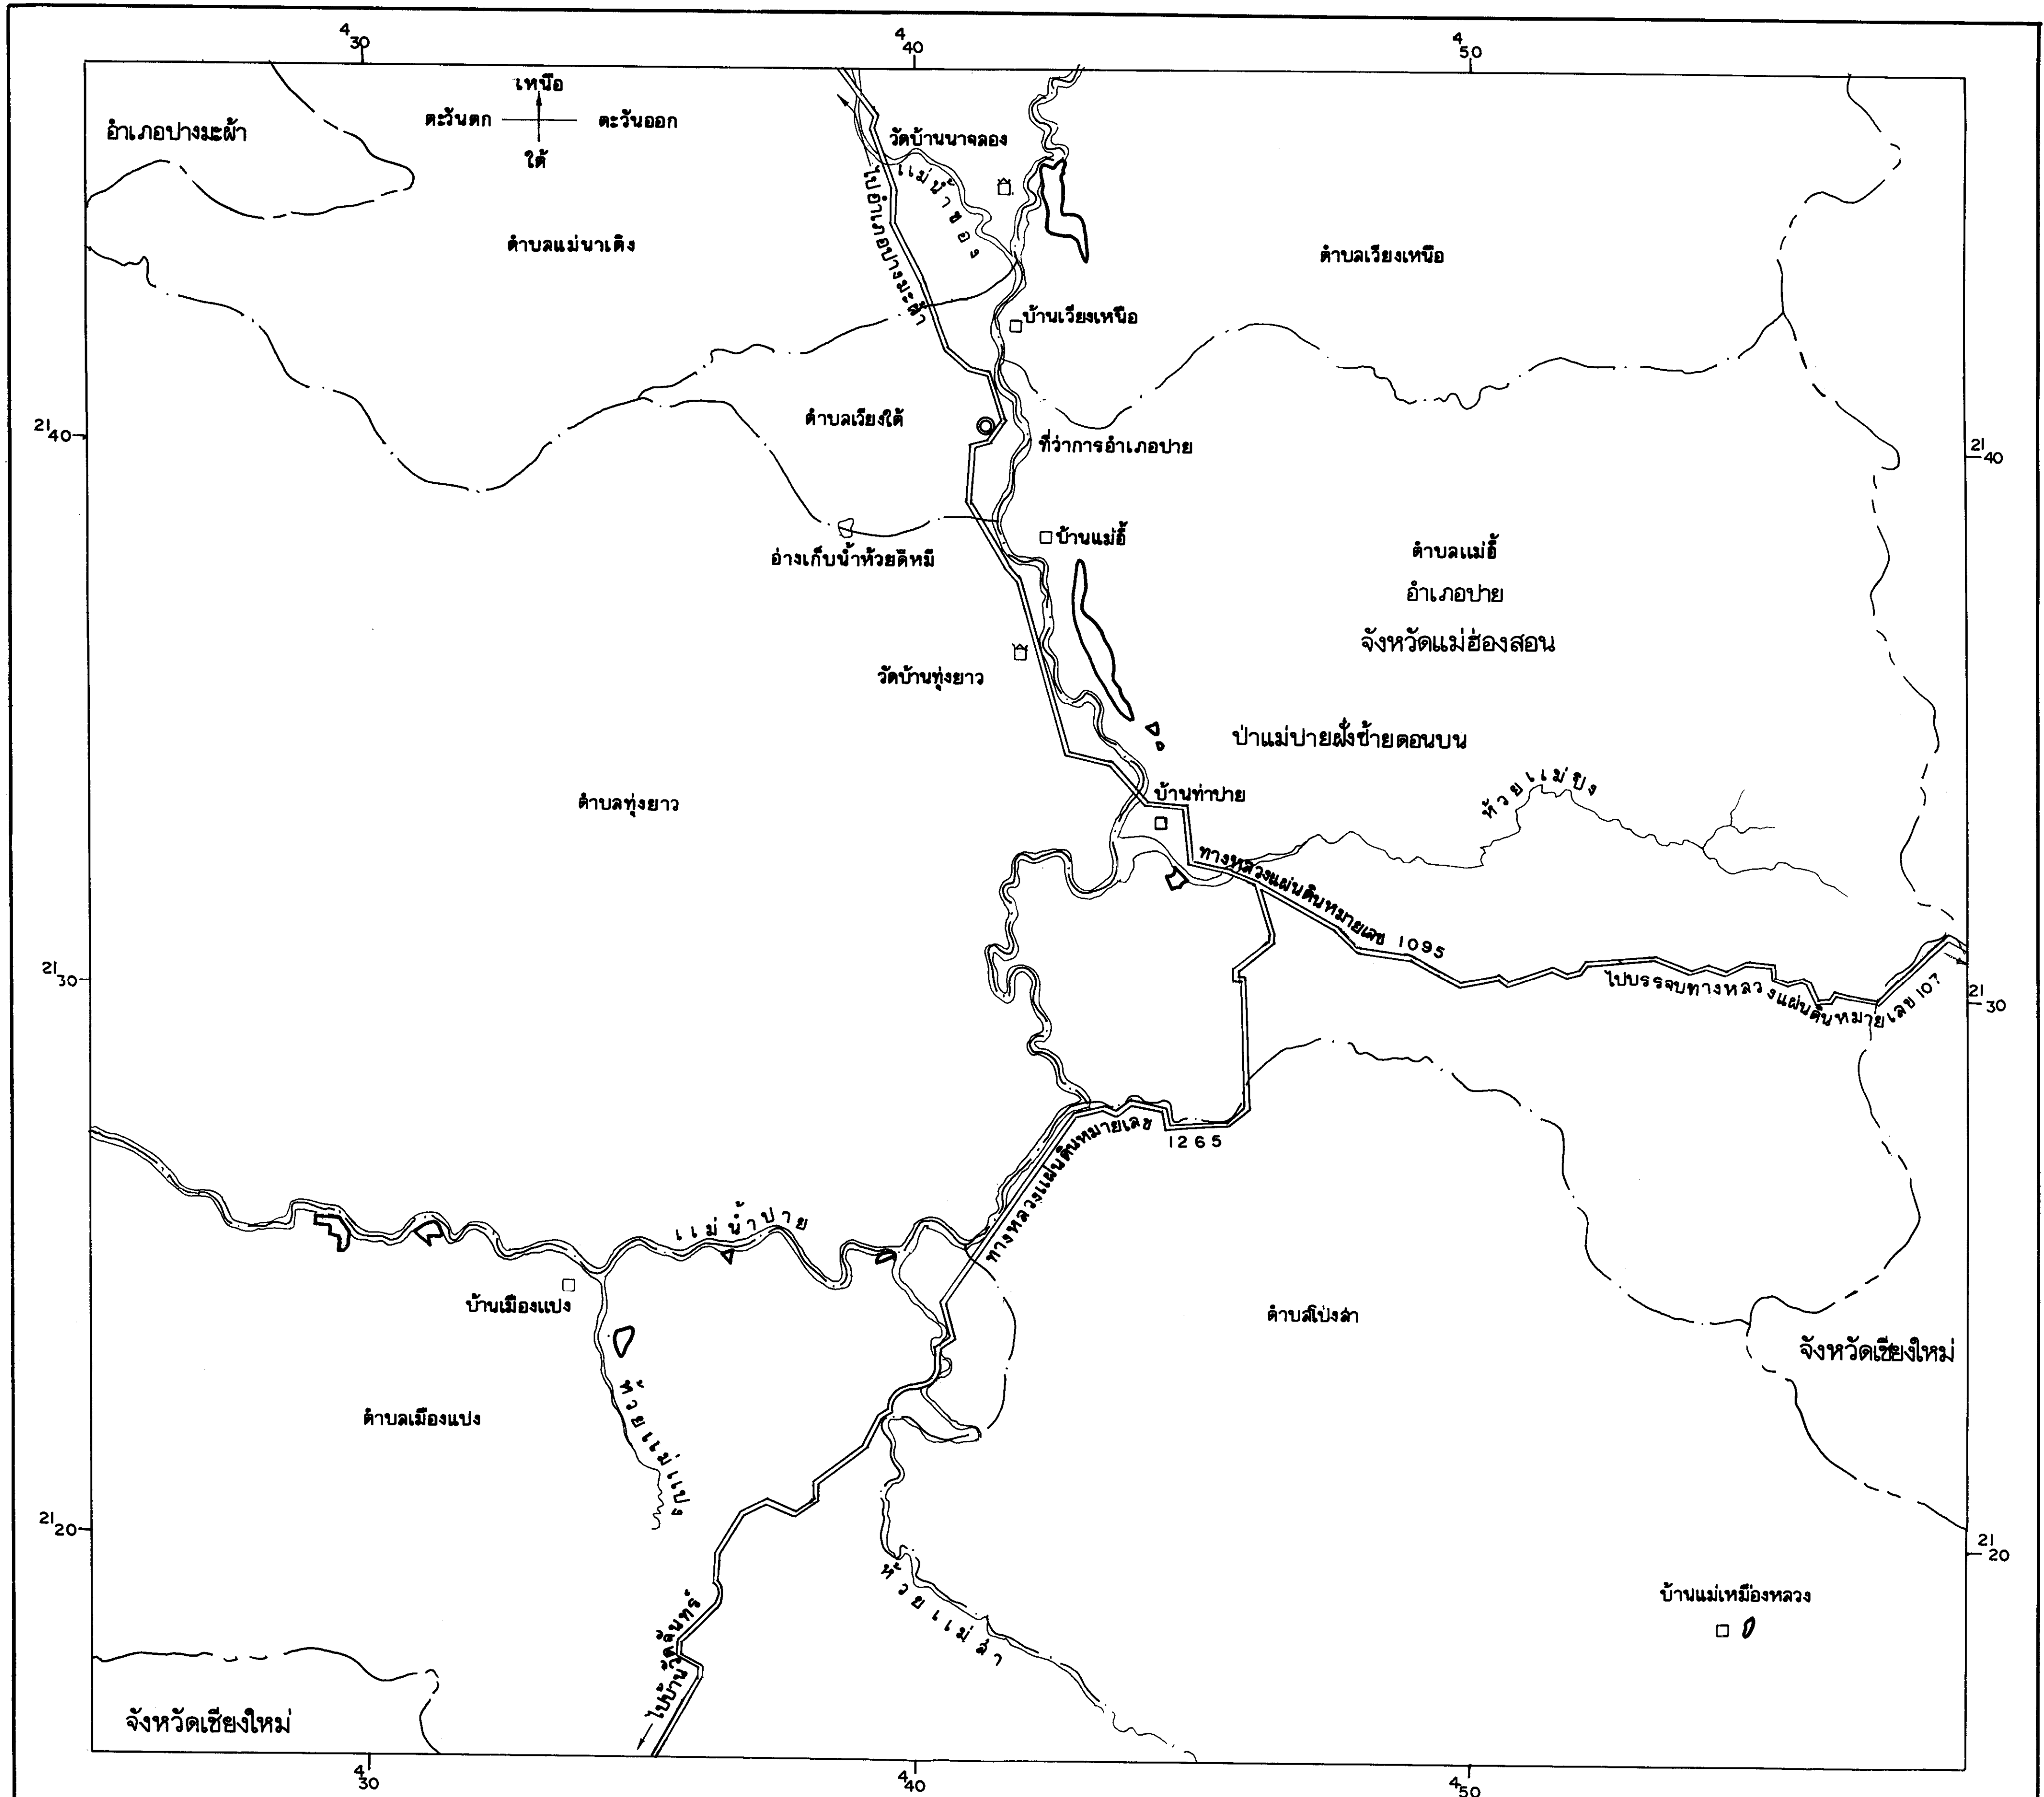 4 30
4 40
4 50
เหนือ
ตะวันตก
ตะวันออก
ใต้
อำเภอปางมะผ้า
วัดบ้านนาจลอง
แม่น้ำของ
ไปอำเภอปางมะผ้า
ตำบลแม่นาเติง
ตำบลเวียงเหนือ
บ้านเวียงเหนือ
ตำบลเวียงใต้
21 40
ที่ว่าการอำเภอปาย
21 40
บ้านแม่ฮี้
อ่างเก็บน้ำห้วยตีหมี
ตำบลแม่ฮี้
อำเภอปาย
จังหวัดแม่ฮ่องสอน
วัดบ้านทุ่งยาว
ป่าแม่ปายฝั่งซ้ายตอนบน
ตำบลทุ่งยาว
บ้านท่าปาย
ห้วยแม่ปิง
ทางหลวงแผ่นดินหมายเลข 1095
21 30
ไปบรรจบทางหลวงแผ่นดินหมายเลข 107
21 30
ทางหลวงแผ่นดินหมายเลข 1265
แม่น้ำปาย
บ้านเมืองแปง
ตำบลโป่งสา
จังหวัดเชียงใหม่
ห้วยแม่แปง
ตำบลเมืองแปง
21 20
21 20
ห้วยแม่สา
บ้านแม่เหมืองหลวง
ไปบ้านวัดจันทร์
จังหวัดเชียงใหม่
4 30
4 40
4 50